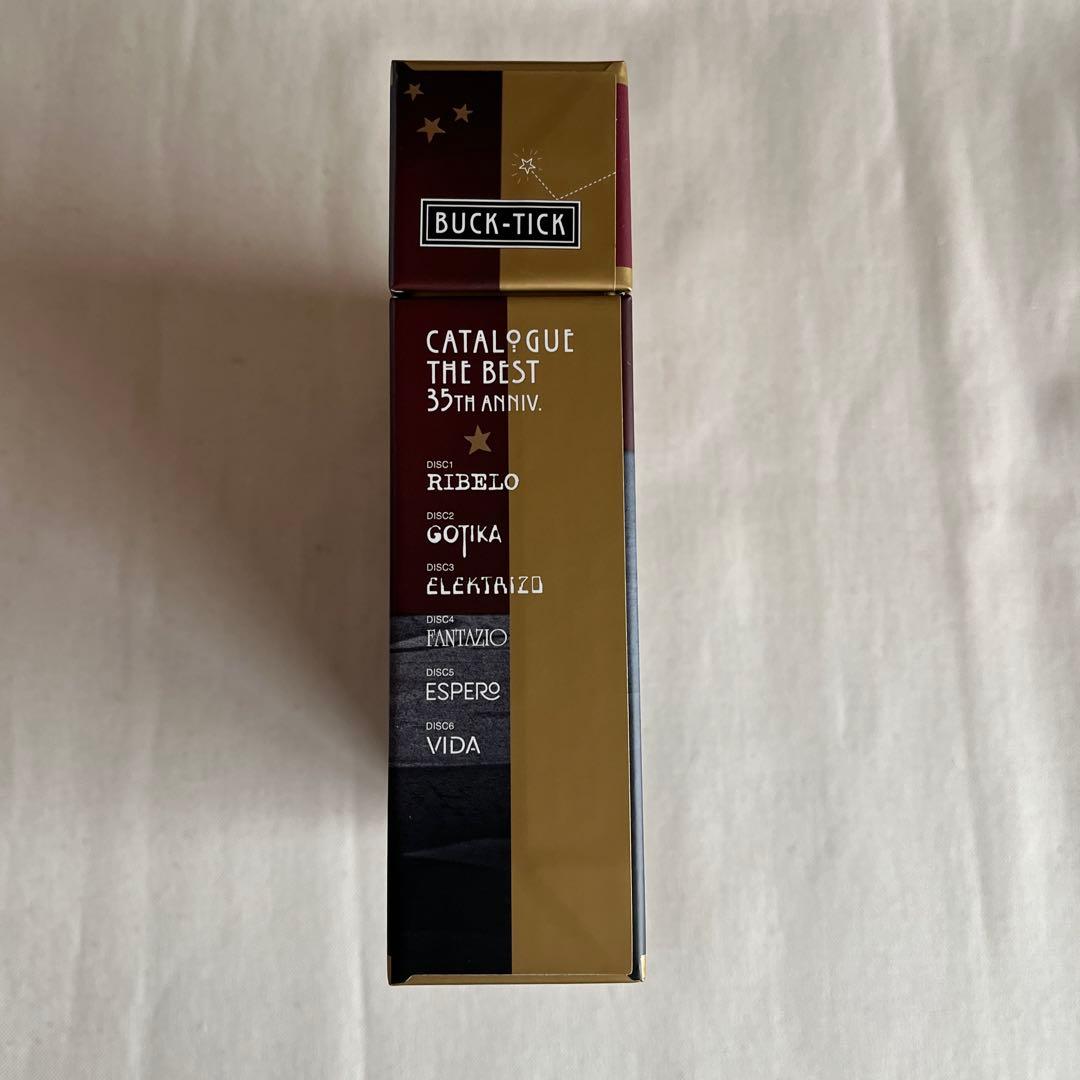 BUCK-TICK
CATALOGUE
THE BEST
35TH ANNIV.
DISC1
RIBELO
DISC2
GOTIKA
DISC3
ELEKTRIZO
DISC4
FANTAZIO
DISC5
ESPERO
DISC6
VIDA